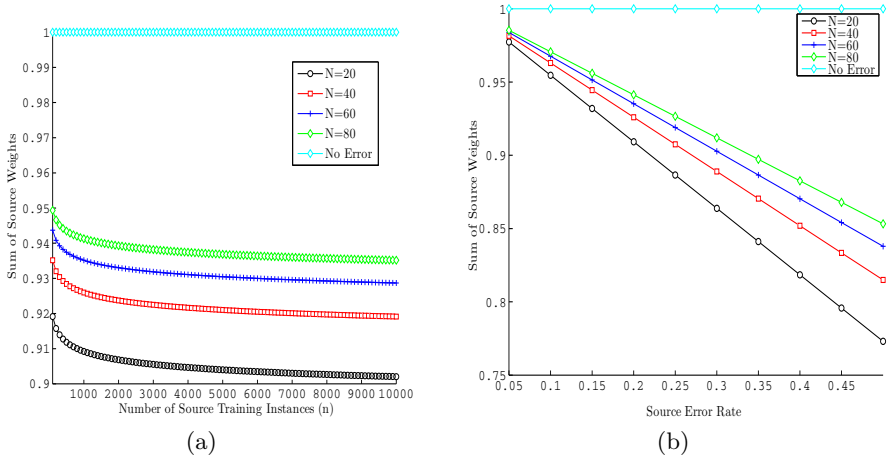 1
0.99
0.98
0.97
0.96
0.95
0.94
0.93
0.92
0.91
0.9
Sum of Source Weights
1000 2000 3000 4000 5000 6000 7000 8000 9000 10000
Number of Source Training Instances (n)
N=20
N=40
N=60
N=80
No Error
(a)
1
0.95
0.9
0.85
0.8
0.75
Sum of Source Weights
0.05 0.1 0.15 0.2 0.25 0.3 0.35 0.4 0.45
Source Error Rate
N=20
N=40
N=60
N=80
No Error
(b)